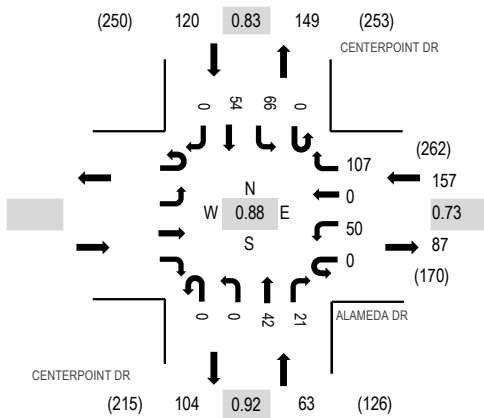 (250) 120 0.83 149 (253)
CENTERPOINT DR
0 54 66 0
(262)
107
157
N
0
W 0.88 E
0.73
S
50
87
0
(170)
0 0 42 21
ALAMEDA DR
CENTERPOINT DR
(215) 104 0.92 63 (126)